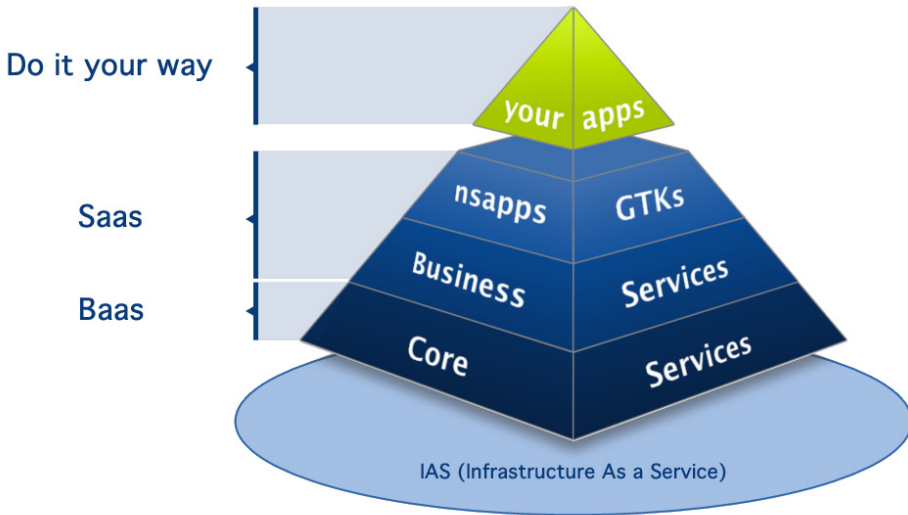 Do it your way
your apps
Saas
nsapps GTKs
Business Services
Baas
Core Services
IAS (Infrastructure As a Service)